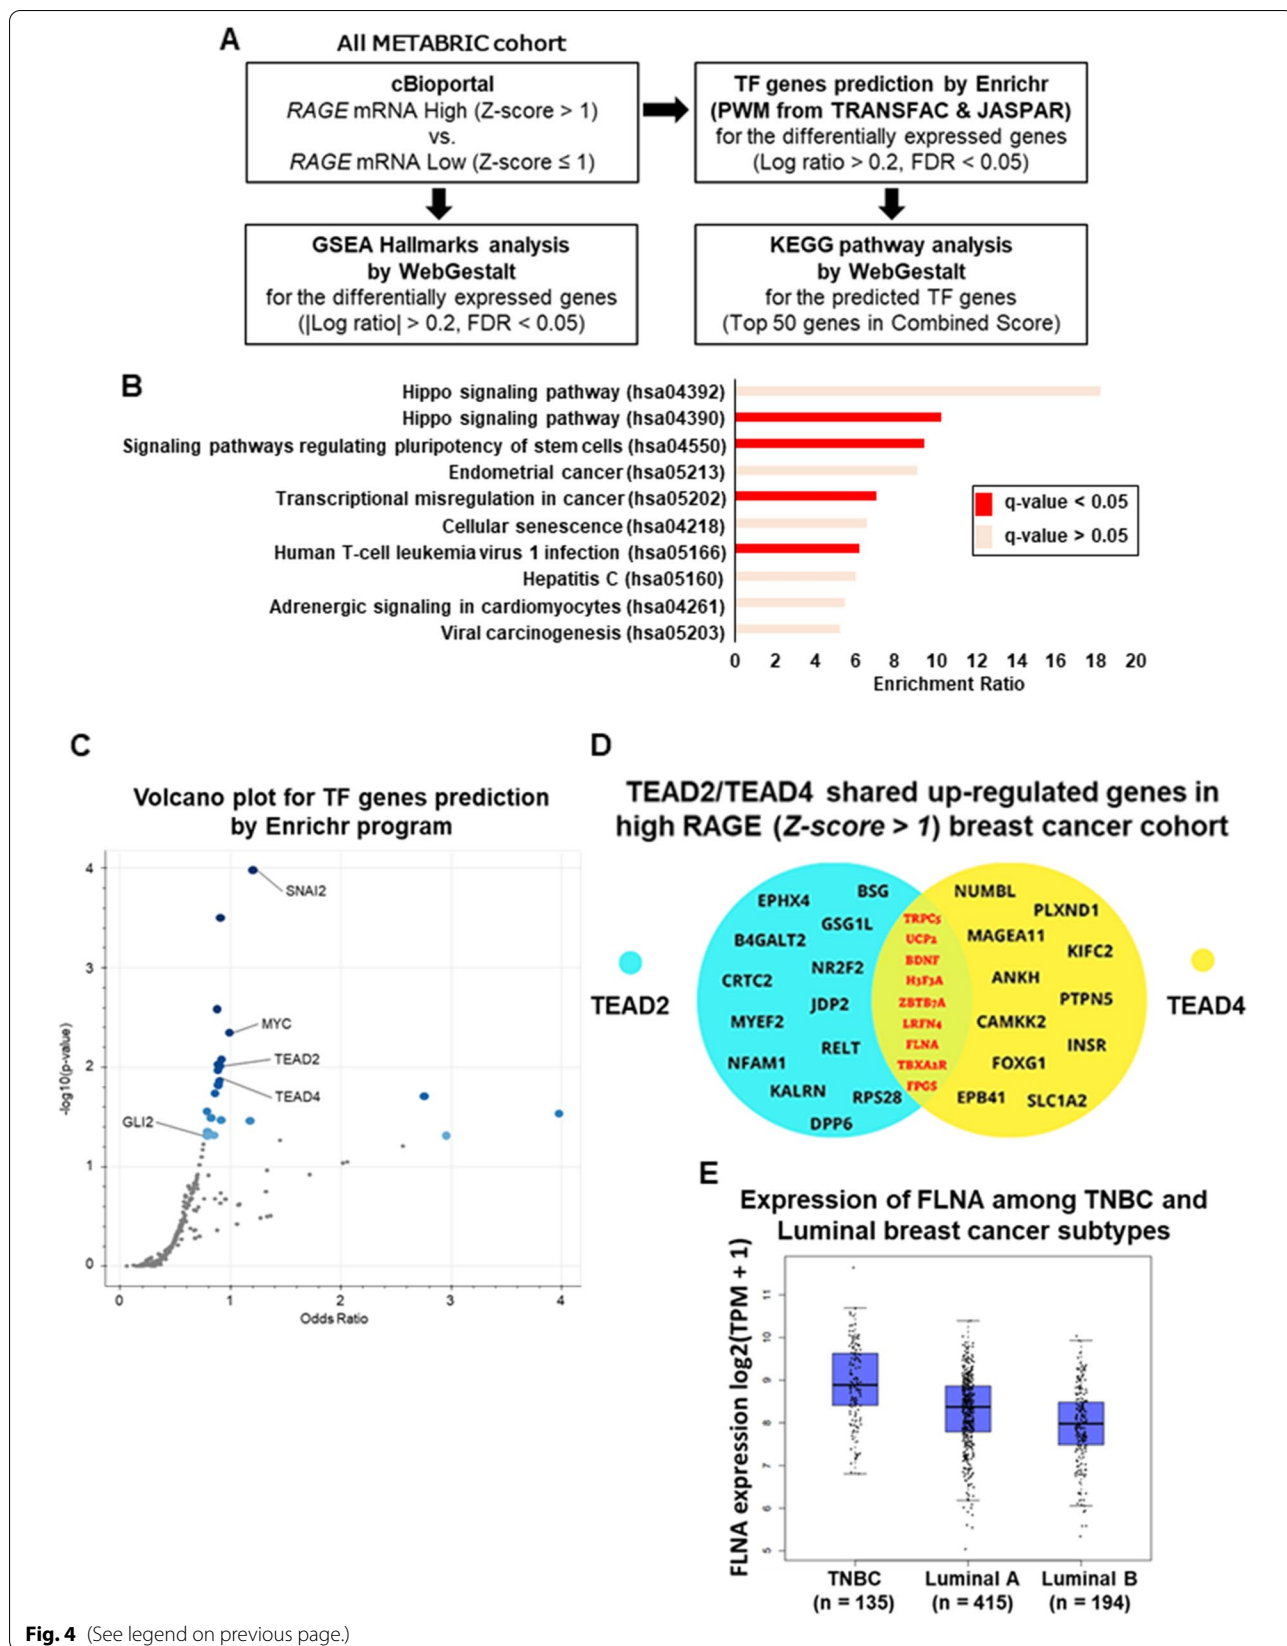 A
All METABRIC cohort
cBioportal
RAGE mRNA High (Z-score > 1)
vs.
RAGE mRNA Low (Z-score ≤ 1)
TF genes prediction by Enrichr
(PWM from TRANSFAC & JASPAR)
for the differentially expressed genes
(Log ratio > 0.2, FDR < 0.05)
GSEA Hallmarks analysis
by WebGestalt
for the differentially expressed genes
(|Log ratio| > 0.2, FDR < 0.05)
KEGG pathway analysis
by WebGestalt
for the predicted TF genes
(Top 50 genes in Combined Score)
B
Hippo signaling pathway (hsa04392)
Hippo signaling pathway (hsa04390)
Signaling pathways regulating pluripotency of stem cells (hsa04550)
Endometrial cancer (hsa05213)
Transcriptional misregulation in cancer (hsa05202)
Cellular senescence (hsa04218)
Human T-cell leukemia virus 1 infection (hsa05166)
Hepatitis C (hsa05160)
Adrenergic signaling in cardiomyocytes (hsa04261)
Viral carcinogenesis (hsa05203)
q-value < 0.05
q-value > 0.05
0 2 4 6 8 10 12 14 16 18 20
Enrichment Ratio
C
Volcano plot for TF genes prediction
by Enrichr program
-log10(p-value)
4
3
2
1
0
SNAI2
MYC
TEAD2
TEAD4
GLI2
0 1 2 3 4
Odds Ratio
D
TEAD2/TEAD4 shared up-regulated genes in
high RAGE (Z-score > 1) breast cancer cohort
TEAD2
EPHX4
BSG
GSG1L
B4GALT2
NR2F2
CRTC2
JDP2
MYEF2
RELT
NFAM1
KALRN
RPS28
DPP6
TRPC5
UCP2
BDNF
H3F3A
ZBTB7A
LRFN4
FLNA
TBXA2R
FPGS
NUMBL
PLXND1
MAGEA11
KIFC2
ANKH
PTPN5
CAMKK2
INSR
FOXG1
EPB41
SLC1A2
TEAD4
E
Expression of FLNA among TNBC and
Luminal breast cancer subtypes
FLNA expression log2(TPM + 1)
11
10
9
8
7
6
5
TNBC
(n = 135)
Luminal A
(n = 415)
Luminal B
(n = 194)
Fig. 4 (See legend on previous page.)